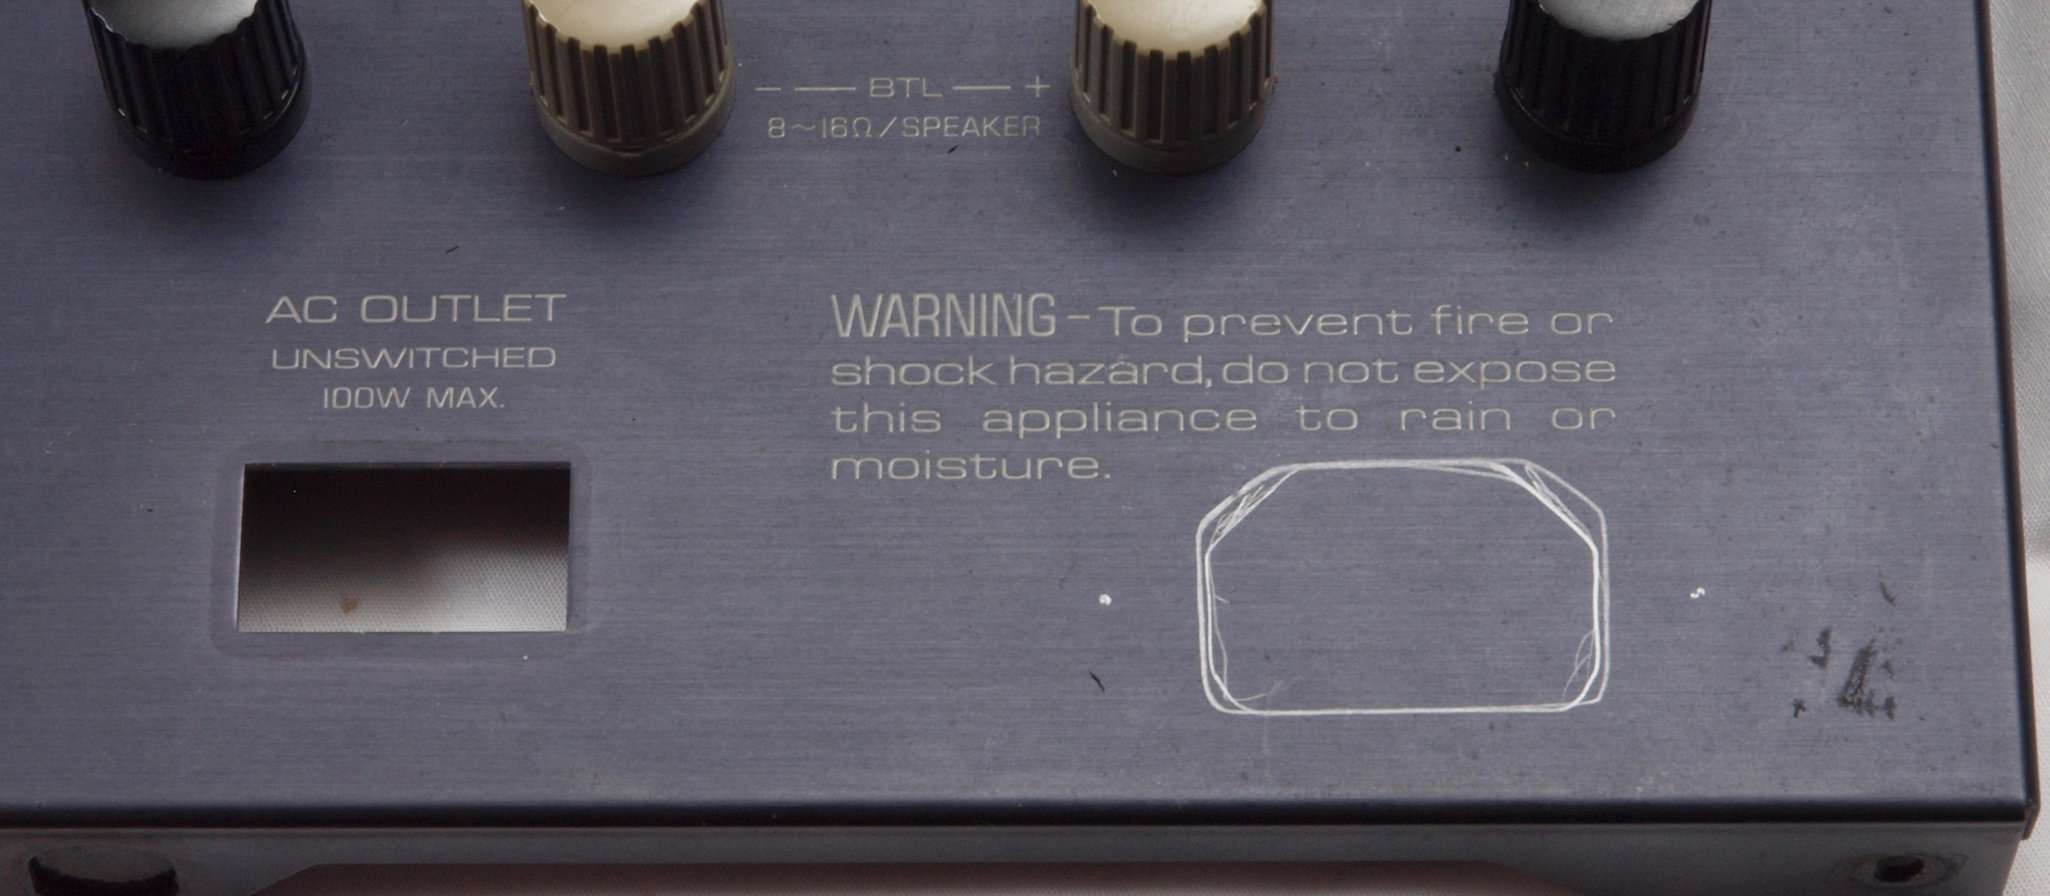 - — BTL — +
8~16Ω/SPEAKER
AC OUTLET
UNSWITCHED
100W MAX.
WARNING-To prevent fire or
shock hazard, do not expose
this appliance to rain or
moisture.